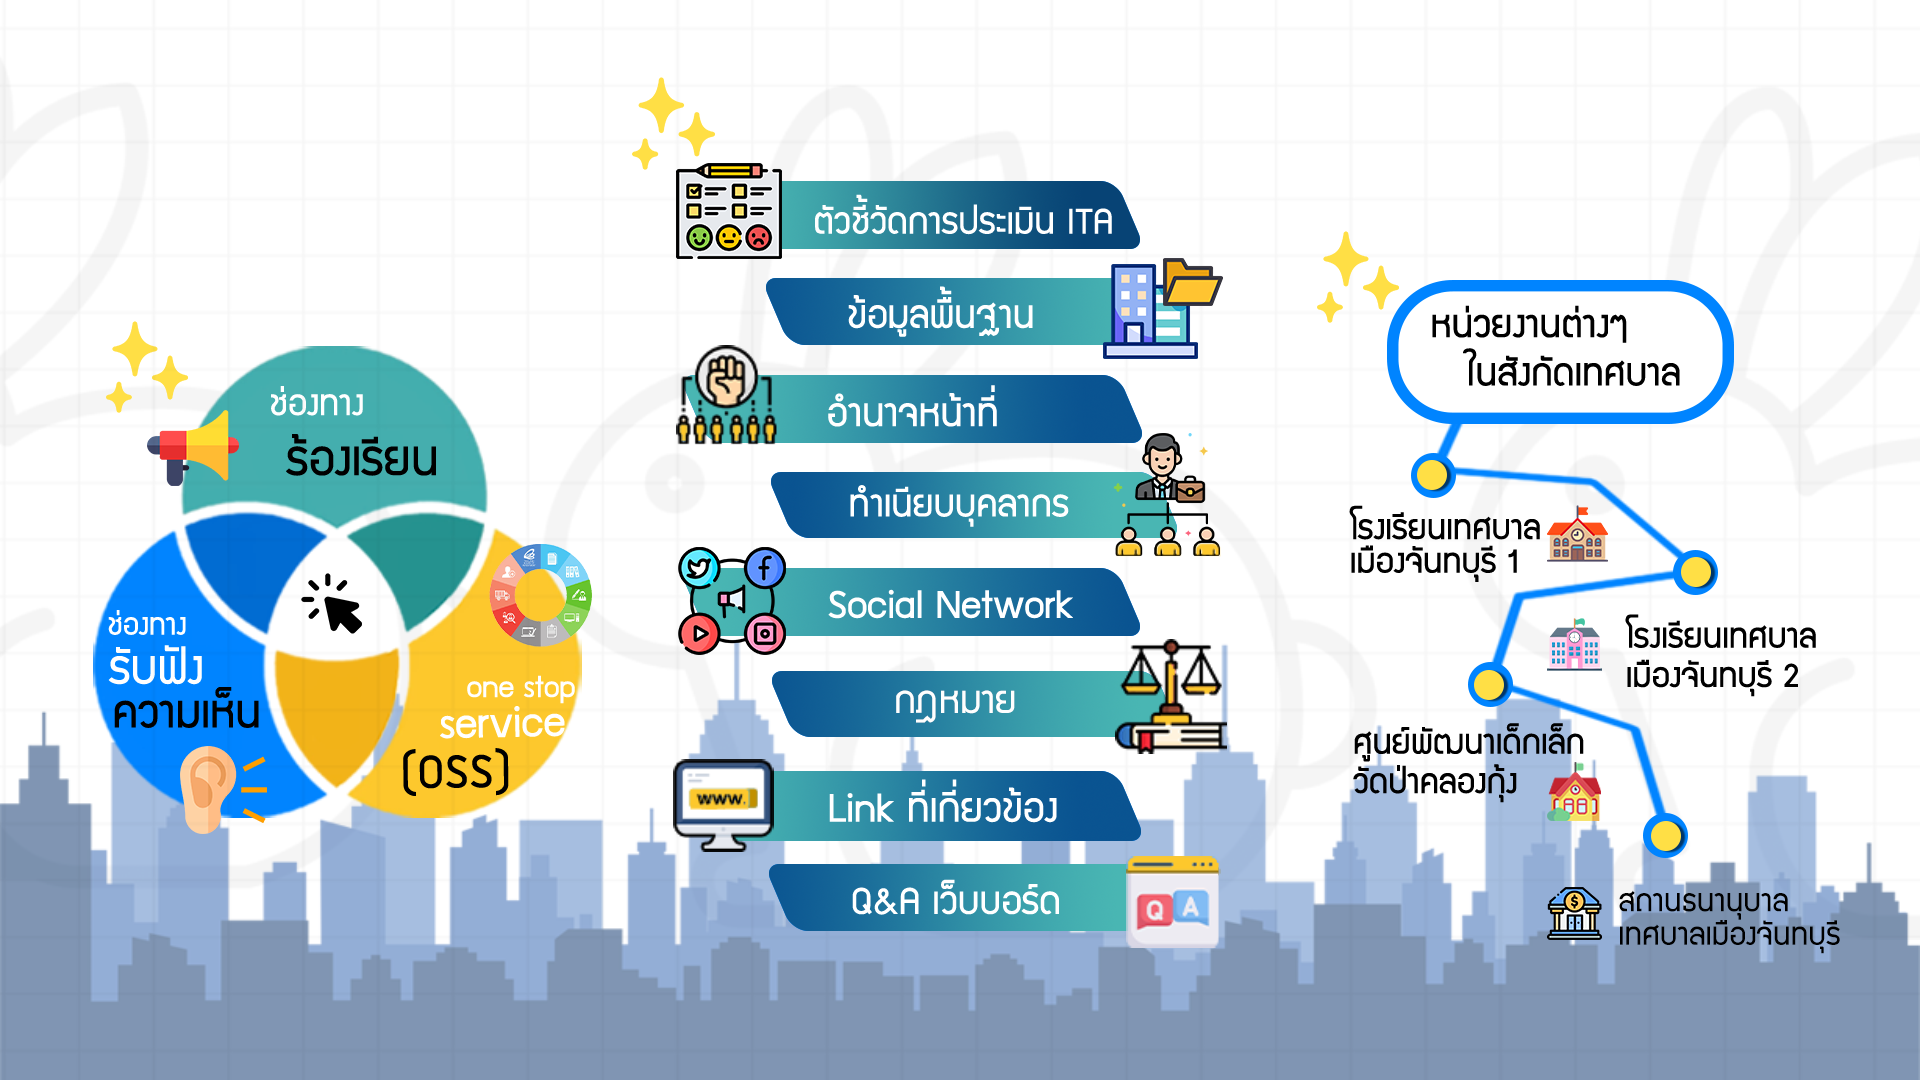 ช่องทาง
ร้องเรียน
ช่องทาง
รับฟัง
ความเห็น
one stop
service
(OSS)
ตัวชี้วัดการประเมิน ITA
ข้อมูลพื้นฐาน
อำนาจหน้าที่
ทำเนียบบุคลากร
Social Network
กฎหมาย
www.
Link ที่เกี่ยวข้อง
Q&A เว็บบอร์ด
Q A
หน่วยงานต่างๆ
ในสังกัดเทศบาล
โรงเรียนเทศบาล
เมืองจันทบุรี 1
โรงเรียนเทศบาล
เมืองจันทบุรี 2
ศูนย์พัฒนาเด็กเล็ก
วัดป่าคลองกุ้ง
สถานธนานุบาล
เทศบาลเมืองจันทบุรี